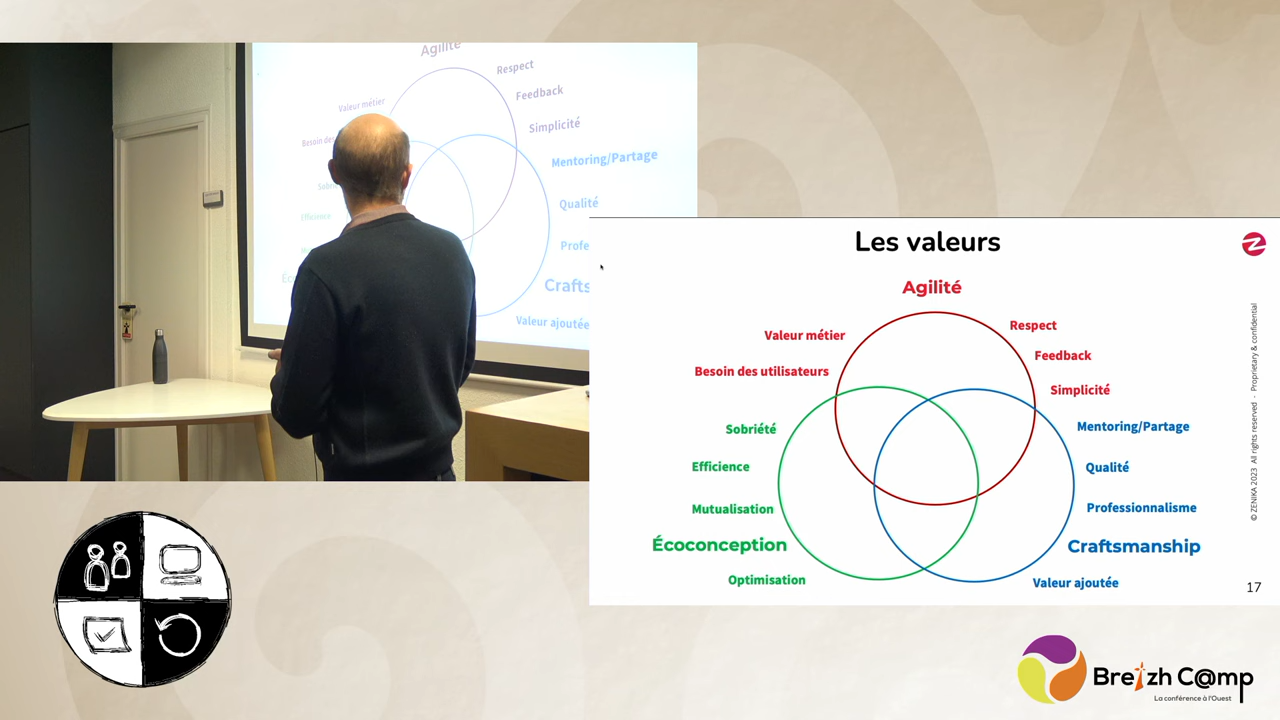 Agilité
Respect
Valeur métier
Feedback
Simplicité
Mentoring/Partage
Qualité
Efficience
Profe
Crafts
Valeur ajoutée
Les valeurs
Agilité
Valeur métier
Respect
Besoin des utilisateurs
Feedback
Simplicité
Sobriété
Mentoring/Partage
Efficience
Qualité
Mutualisation
Professionnalisme
Écoconception
Craftsmanship
Optimisation
Valeur ajoutée
© ZENIKA 2023 All rights reserved - Proprietary & confidential
17
Breizh C@mp
La conférence à l'Ouest